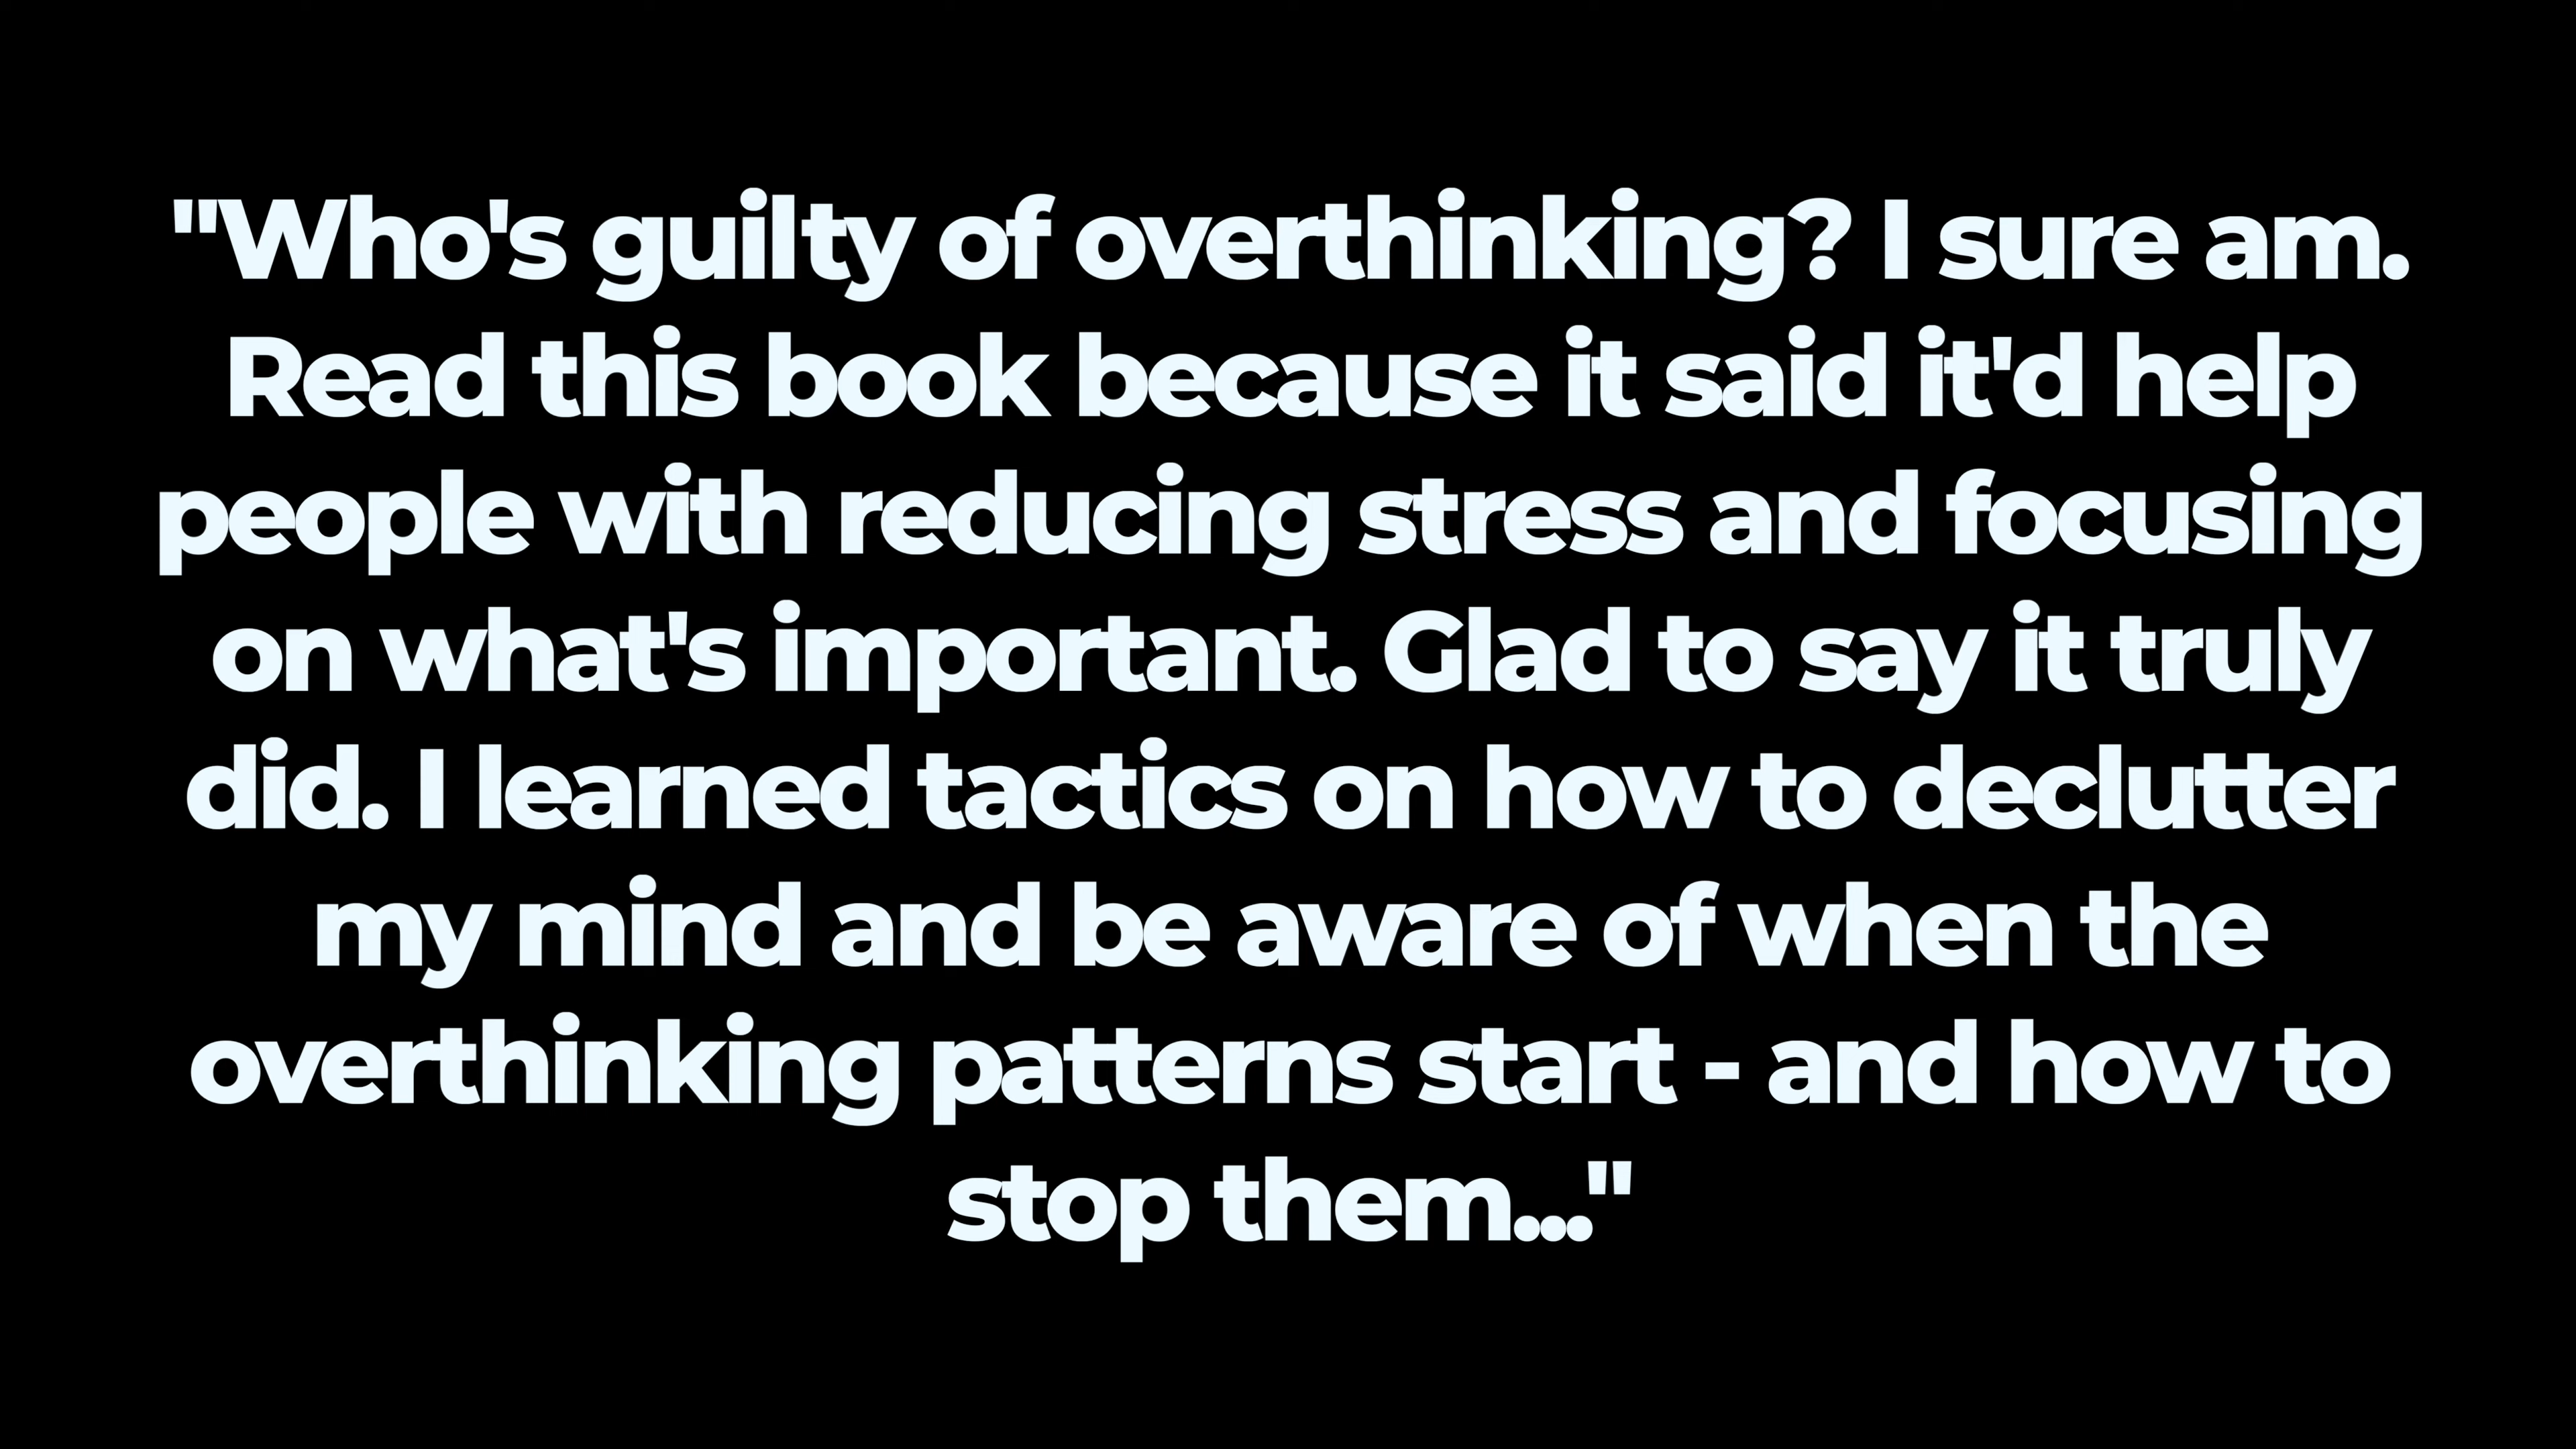 "Who's guilty of overthinking? I sure am.
Read this book because it said it'd help
people with reducing stress and focusing
on what's important. Glad to say it truly
did. I learned tactics on how to declutter
my mind and be aware of when the
overthinking patterns start - and how to
stop them..."